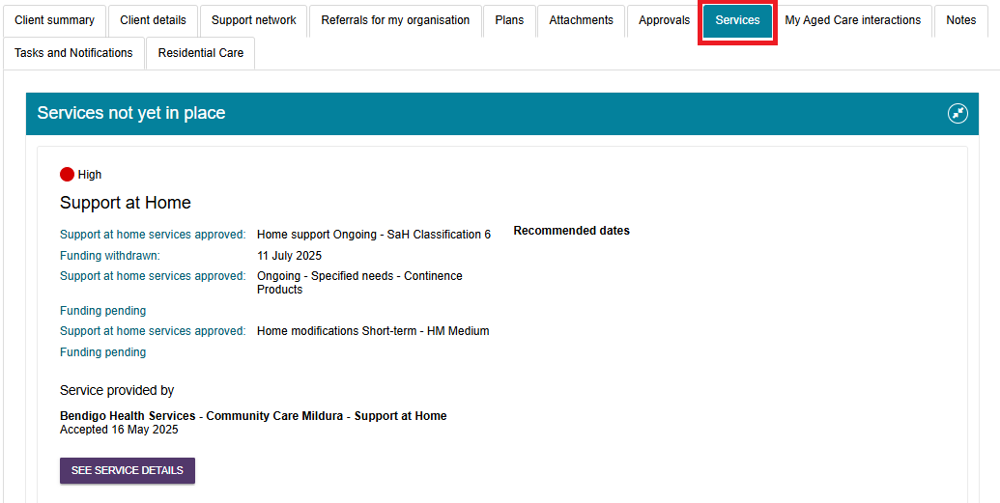 Client summary
Client details
Support network
Referrals for my organisation
Plans
Attachments
Approvals
Services
My Aged Care interactions
Notes
Tasks and Notifications
Residential Care
Services not yet in place
High
Support at Home
Support at home services approved: Home support Ongoing - SaH Classification 6
Recommended dates
Funding withdrawn: 11 July 2025
Support at home services approved: Ongoing - Specified needs - Continence
Products
Funding pending
Support at home services approved: Home modifications Short-term - HM Medium
Funding pending
Service provided by
Bendigo Health Services - Community Care Mildura - Support at Home
Accepted 16 May 2025
SEE SERVICE DETAILS